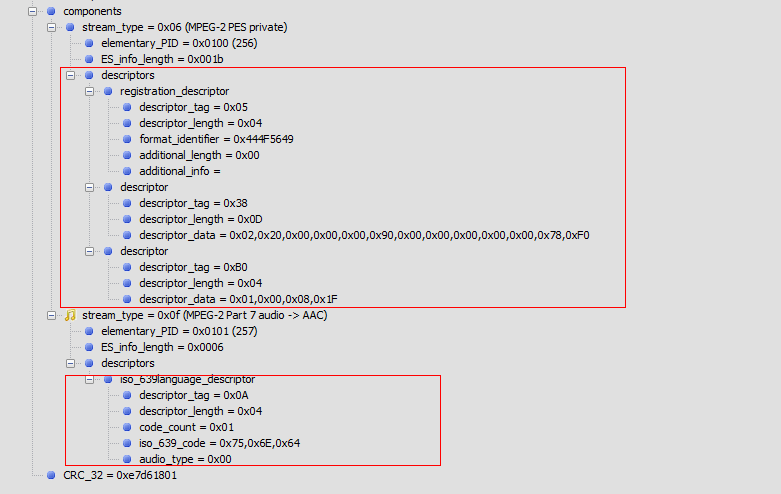 components
stream_type = 0x06 (MPEG-2 PES private)
elementary_PID = 0x0100 (256)
ES_info_length = 0x001b
descriptors
registration_descriptor
descriptor_tag = 0x05
descriptor_length = 0x04
format_identifier = 0x444F5649
additional_length = 0x00
additional_info =
descriptor
descriptor_tag = 0x38
descriptor_length = 0x0D
descriptor_data = 0x02,0x20,0x00,0x00,0x00,0x90,0x00,0x00,0x00,0x00,0x00,0x78,0xF0
descriptor
descriptor_tag = 0xB0
descriptor_length = 0x04
descriptor_data = 0x01,0x00,0x08,0x1F
stream_type = 0x0f (MPEG-2 Part 7 audio -> AAC)
elementary_PID = 0x0101 (257)
ES_info_length = 0x0006
descriptors
iso_639language_descriptor
descriptor_tag = 0x0A
descriptor_length = 0x04
code_count = 0x01
iso_639_code = 0x75,0x6E,0x64
audio_type = 0x00
CRC_32 = 0xe7d61801